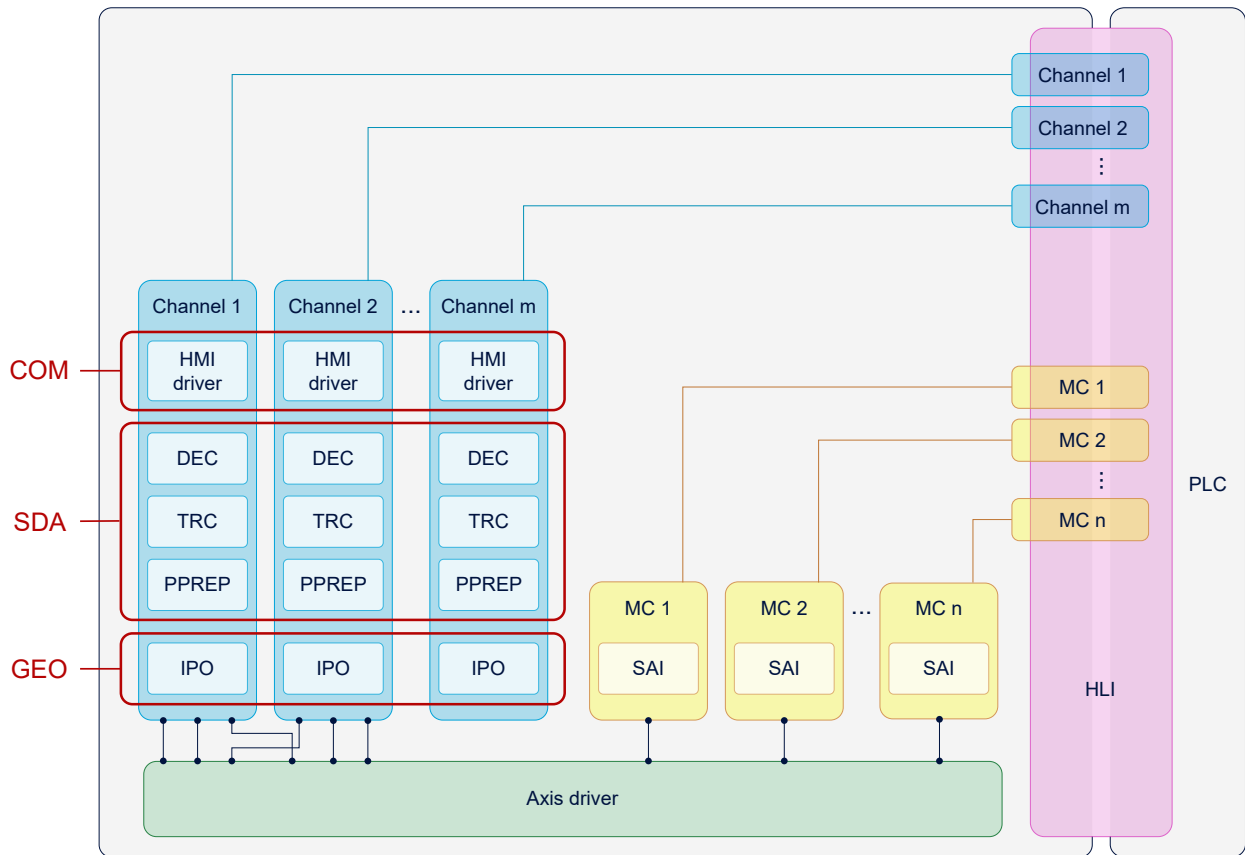 Channel 1
Channel 2
⋮
Channel m
Channel 1
Channel 2
...
Channel m
COM
HMI
driver
HMI
driver
HMI
driver
MC 1
MC 2
⋮
MC n
PLC
SDA
DEC
DEC
DEC
TRC
TRC
TRC
PPREP
PPREP
PPREP
MC 1
MC 2
...
MC n
GEO
IPO
IPO
IPO
SAI
SAI
SAI
HLI
Axis driver